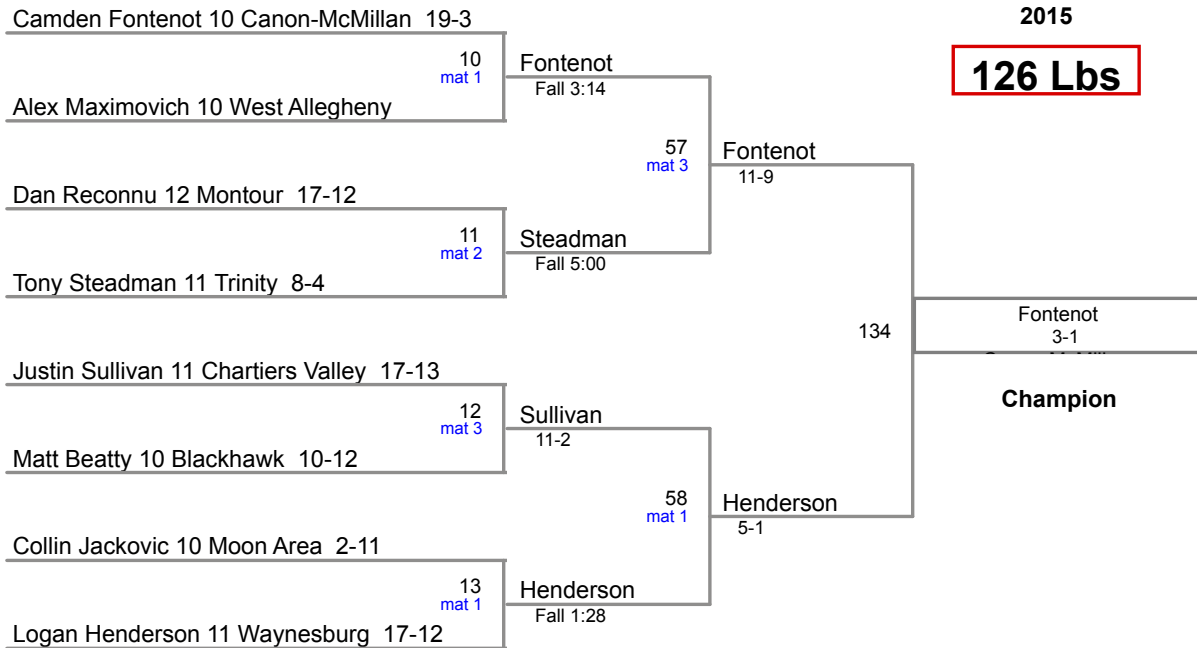 Camden Fontenot 10 Canon-McMillan 19-3
2015
10
mat 1
Fontenot
Fall 3:14
126 Lbs
Alex Maximovich 10 West Allegheny
57
mat 3
Fontenot
11-9
Dan Reconnu 12 Montour 17-12
11
mat 2
Steadman
Fall 5:00
Tony Steadman 11 Trinity 8-4
134
Fontenot
3-1
Justin Sullivan 11 Chartiers Valley 17-13
Champion
12
mat 3
Sullivan
11-2
Matt Beatty 10 Blackhawk 10-12
58
mat 1
Henderson
5-1
Collin Jackovic 10 Moon Area 2-11
13
mat 1
Henderson
Fall 1:28
Logan Henderson 11 Waynesburg 17-12